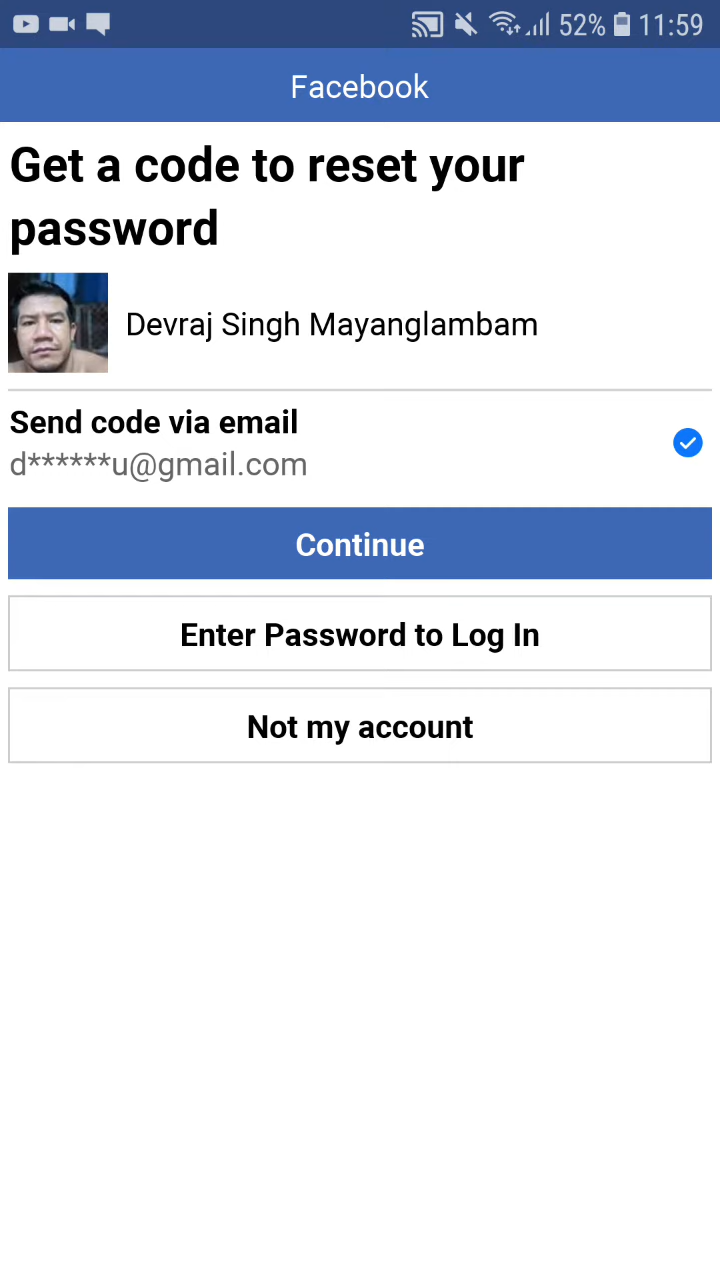 52% 11:59
Facebook
Get a code to reset your
password
Devraj Singh Mayanglambam
Send code via email
d******u@gmail.com
Continue
Enter Password to Log In
Not my account